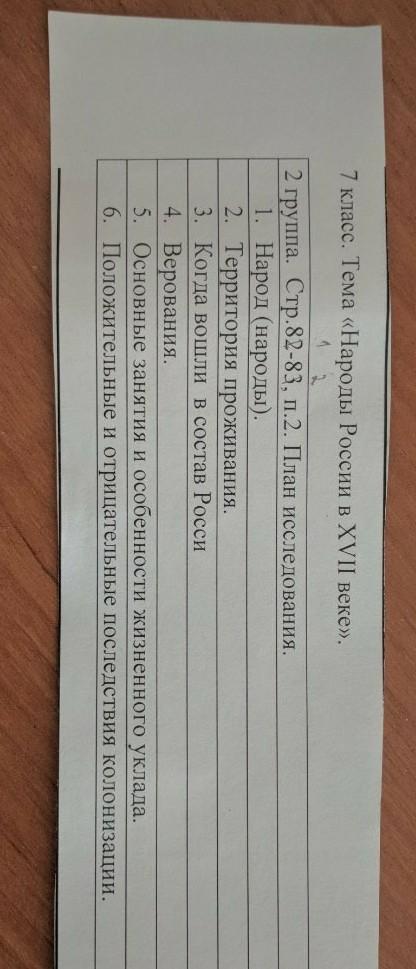 7 класс. Тема «Народы России в XVII веке».
1 2
2 группа. Стр.82-83, п.2. План исследования.
1. Народ (народы).
2. Территория проживания.
3. Когда вошли в состав Росси
4. Верования.
5. Основные занятия и особенности жизненного уклада.
6. Положительные и отрицательные последствия колонизации.